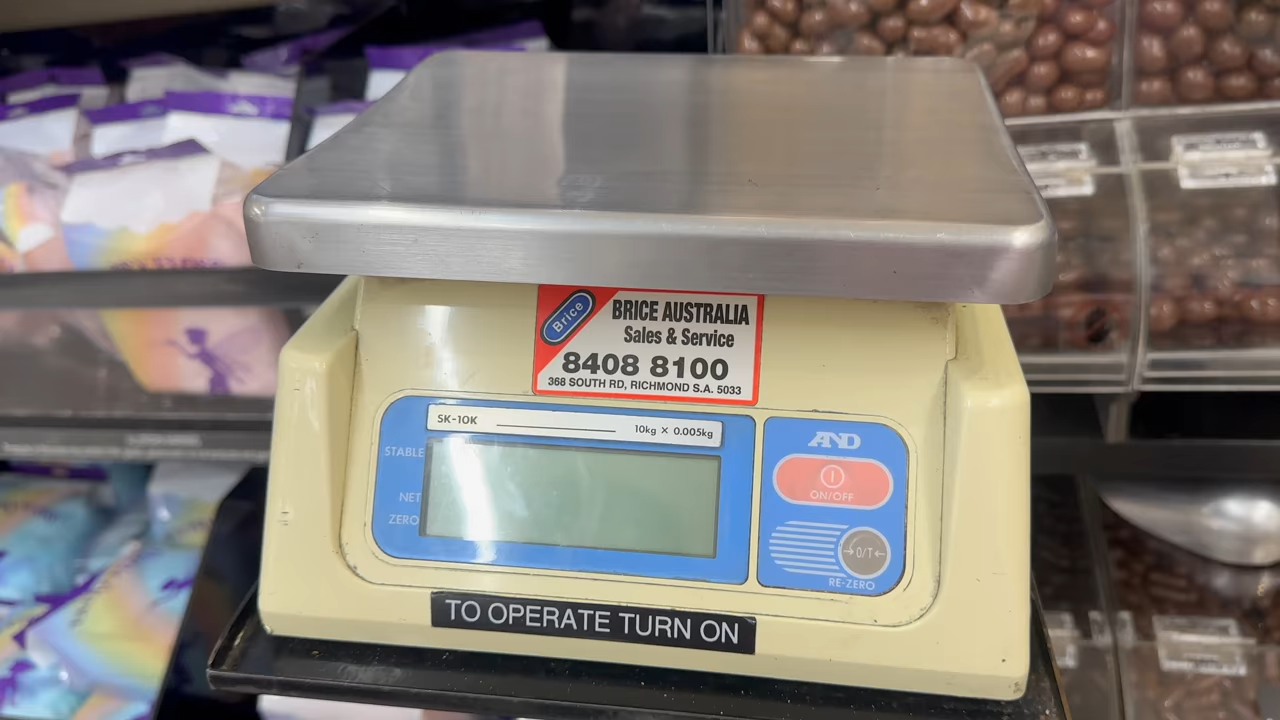 Brice
BRICE AUSTRALIA
Sales & Service
8408 8100
368 SOUTH RD, RICHMOND S.A. 5033
SK-10K
10kg × 0.005kg
STABLE
NET
ZERO
AND
ON/OFF
→O/T←
RE-ZERO
TO OPERATE TURN ON